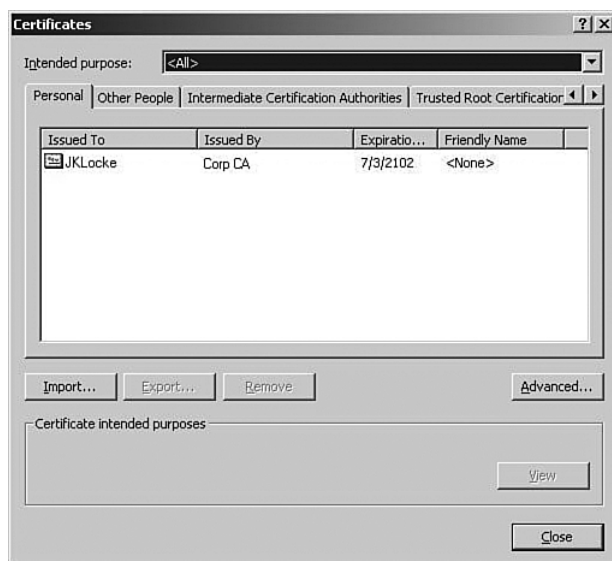 Certificates
Intended purpose: <All>
Personal Other People Intermediate Certification Authorities Trusted Root Certification
Issued To Issued By Expiratio... Friendly Name
JKLocke Corp CA 7/3/2102 <None>
Import... Export... Remove Advanced...
Certificate intended purposes
View
Close